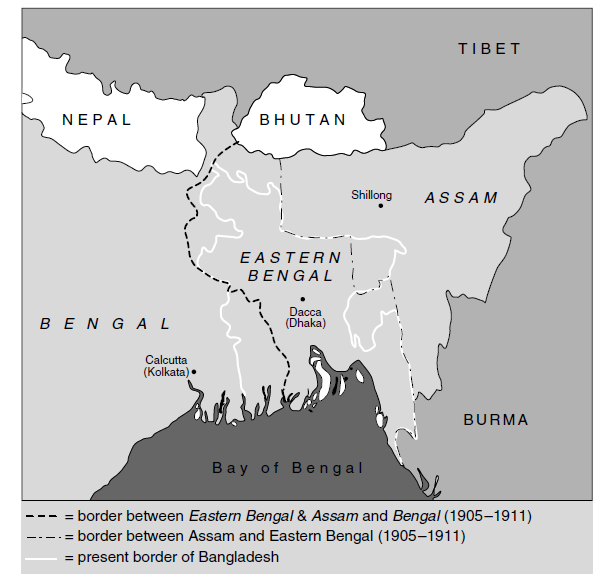 TIBET
NEPAL
BHUTAN
Shillong
ASSAM
EASTERN
BENGAL
Dacca
(Dhaka)
BENGAL
Calcutta
(Kolkata)
BURMA
Bay of Bengal
= border between Eastern Bengal & Assam and Bengal (1905–1911)
= border between Assam and Eastern Bengal (1905–1911)
= present border of Bangladesh